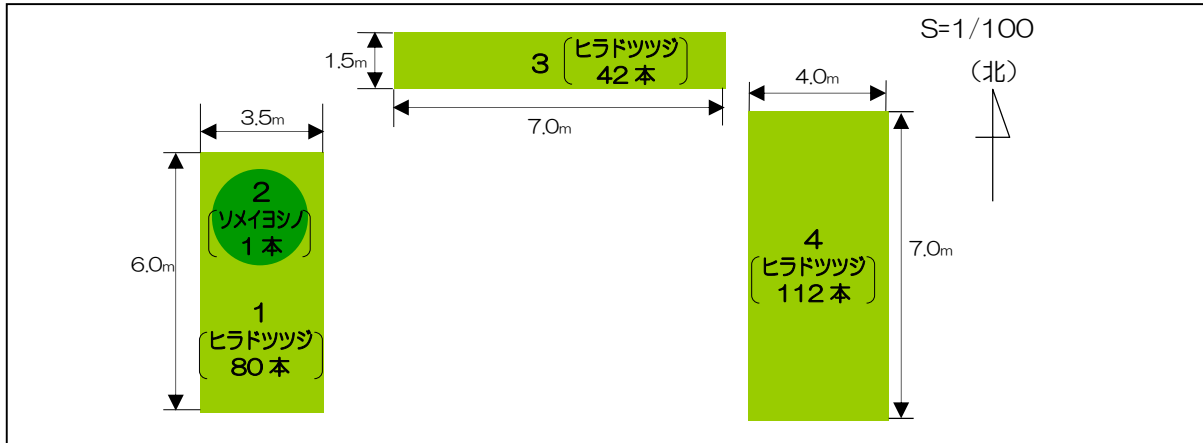 S=1/100
(北)
1.5m
3
ヒラドツツジ
42本
7.0m
4.0m
3.5m
2
ソメイヨシノ
1本
6.0m
1
ヒラドツツジ
80本
4
ヒラドツツジ
112本
7.0m